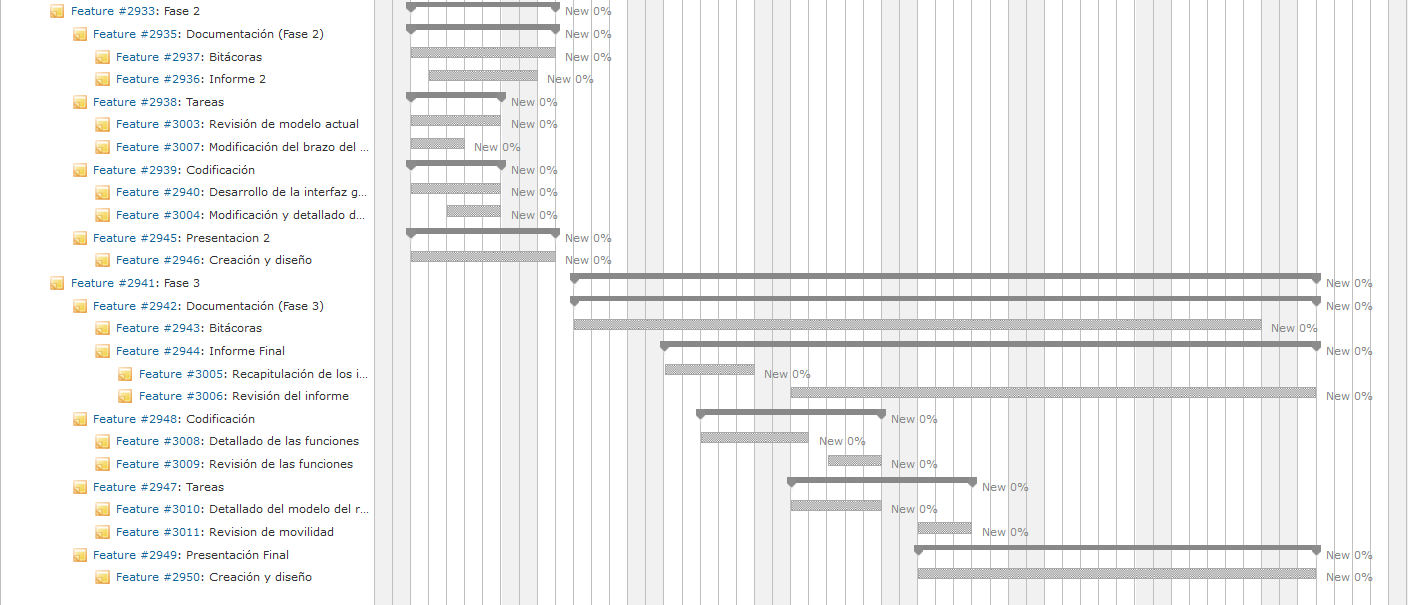 Feature #2933: Fase 2 New 0%
Feature #2935: Documentación (Fase 2) New 0%
Feature #2937: Bitácoras New 0%
Feature #2936: Informe 2 New 0%
Feature #2938: Tareas New 0%
Feature #3003: Revisión de modelo actual New 0%
Feature #3007: Modificación del brazo del ... New 0%
Feature #2939: Codificación New 0%
Feature #2940: Desarrollo de la interfaz g... New 0%
Feature #3004: Modificación y detallado d... New 0%
Feature #2945: Presentacion 2 New 0%
Feature #2946: Creación y diseño New 0%
Feature #2941: Fase 3 New 0%
Feature #2942: Documentación (Fase 3) New 0%
Feature #2943: Bitácoras New 0%
Feature #2944: Informe Final New 0%
Feature #3005: Recapitulación de los i... New 0%
Feature #3006: Revisión del informe New 0%
Feature #2948: Codificación New 0%
Feature #3008: Detallado de las funciones New 0%
Feature #3009: Revisión de las funciones New 0%
Feature #2947: Tareas New 0%
Feature #3010: Detallado del modelo del r... New 0%
Feature #3011: Revision de movilidad New 0%
Feature #2949: Presentación Final New 0%
Feature #2950: Creación y diseño New 0%